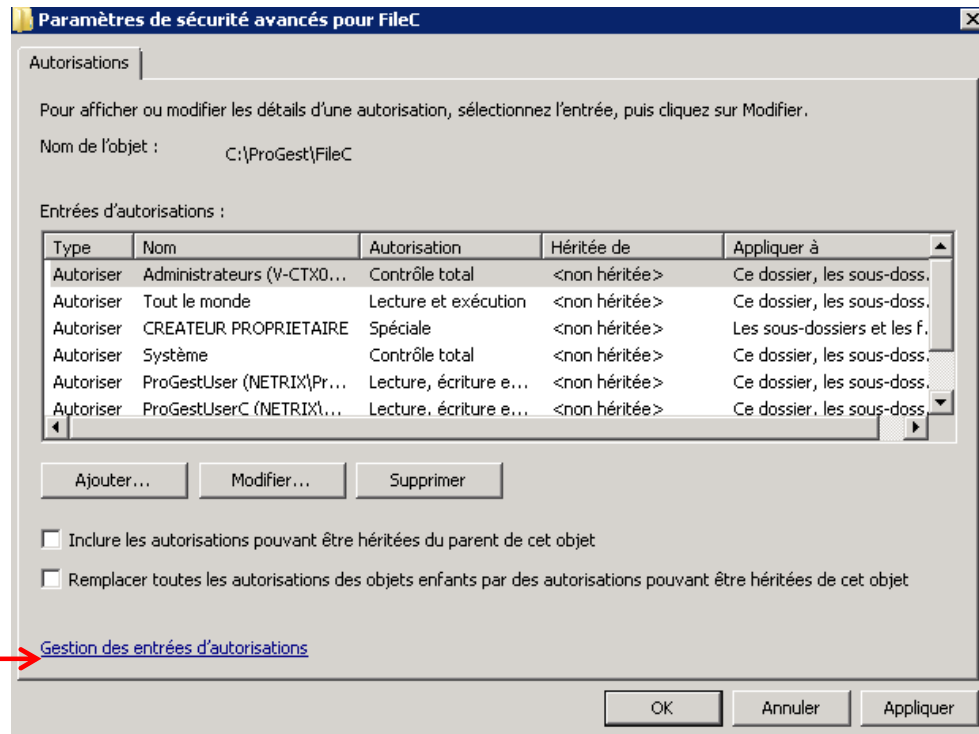 Paramètres de sécurité avancés pour FileC
Autorisations
Pour afficher ou modifier les détails d'une autorisation, sélectionnez l'entrée, puis cliquez sur Modifier.
Nom de l'objet : C:\ProGest\FileC
Entrées d'autorisations :
Type Nom Autorisation Héritée de Appliquer à
Autoriser Administrateurs (V-CTX0... Contrôle total <non héritée> Ce dossier, les sous-doss.
Autoriser Tout le monde Lecture et exécution <non héritée> Ce dossier, les sous-doss.
Autoriser CREATEUR PROPRIETAIRE Spéciale <non héritée> Les sous-dossiers et les f.
Autoriser Système Contrôle total <non héritée> Ce dossier, les sous-doss.
Autoriser ProGestUser (NETRIX\Pr... Lecture, écriture e... <non héritée> Ce dossier, les sous-doss.
Autoriser ProGestUserC (NETRIX\... Lecture, écriture e... <non héritée> Ce dossier, les sous-doss.
Ajouter... Modifier... Supprimer
Inclure les autorisations pouvant être héritées du parent de cet objet
Remplacer toutes les autorisations des objets enfants par des autorisations pouvant être héritées de cet objet
Gestion des entrées d'autorisations
OK Annuler Appliquer